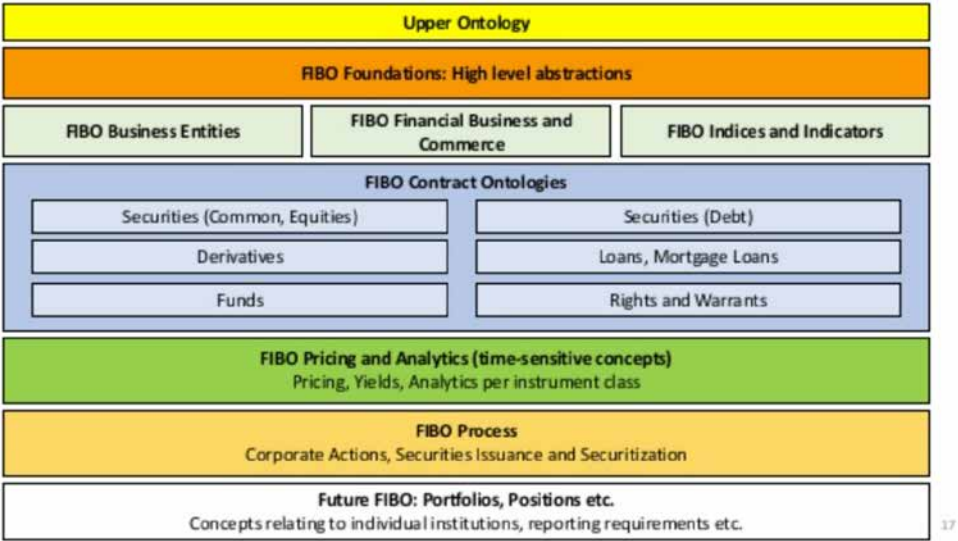 Upper Ontology
FIBO Foundations: High level abstractions
FIBO Business Entities
FIBO Financial Business and
Commerce
FIBO Indices and Indicators
FIBO Contract Ontologies
Securities (Common, Equities)
Securities (Debt)
Derivatives
Loans, Mortgage Loans
Funds
Rights and Warrants
FIBO Pricing and Analytics (time-sensitive concepts)
Pricing, Yields, Analytics per instrument class
FIBO Process
Corporate Actions, Securities Issuance and Securitization
Future FIBO: Portfolios, Positions etc.
Concepts relating to individual institutions, reporting requirements etc.
17